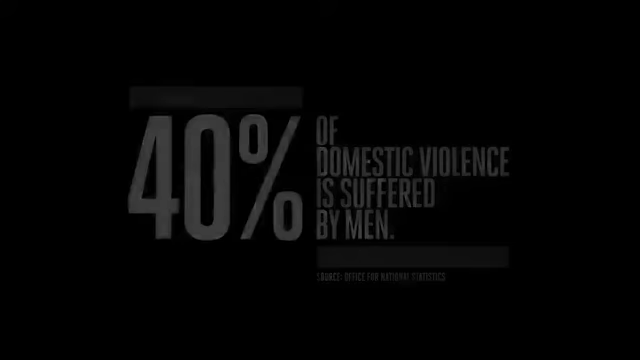 40%
OF
DOMESTIC VIOLENCE
IS SUFFERED
BY MEN.
SOURCE: OFFICE FOR NATIONAL STATISTICS